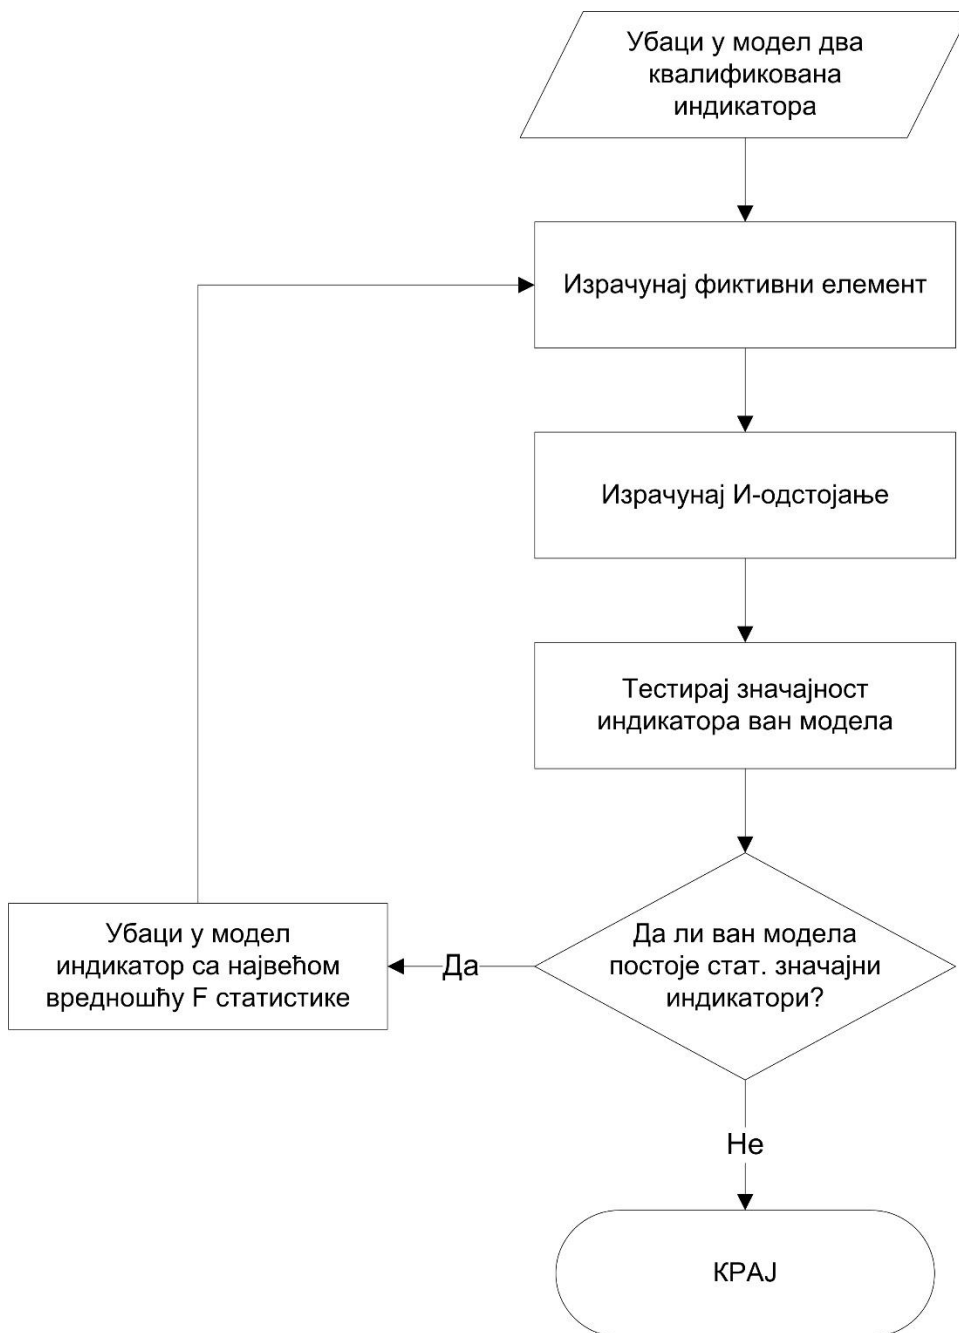 Убаци у модел два
квалификована
индикатора
Израчунај фиктивни елемент
Израчунај И-одстојање
Тестирај значајност
индикатора ван модела
Да ли ван модела
постоје стат. значајни
индикатори?
Да
Убаци у модел
индикатор са највећом
вредношћу F статистике
Не
КРАЈ